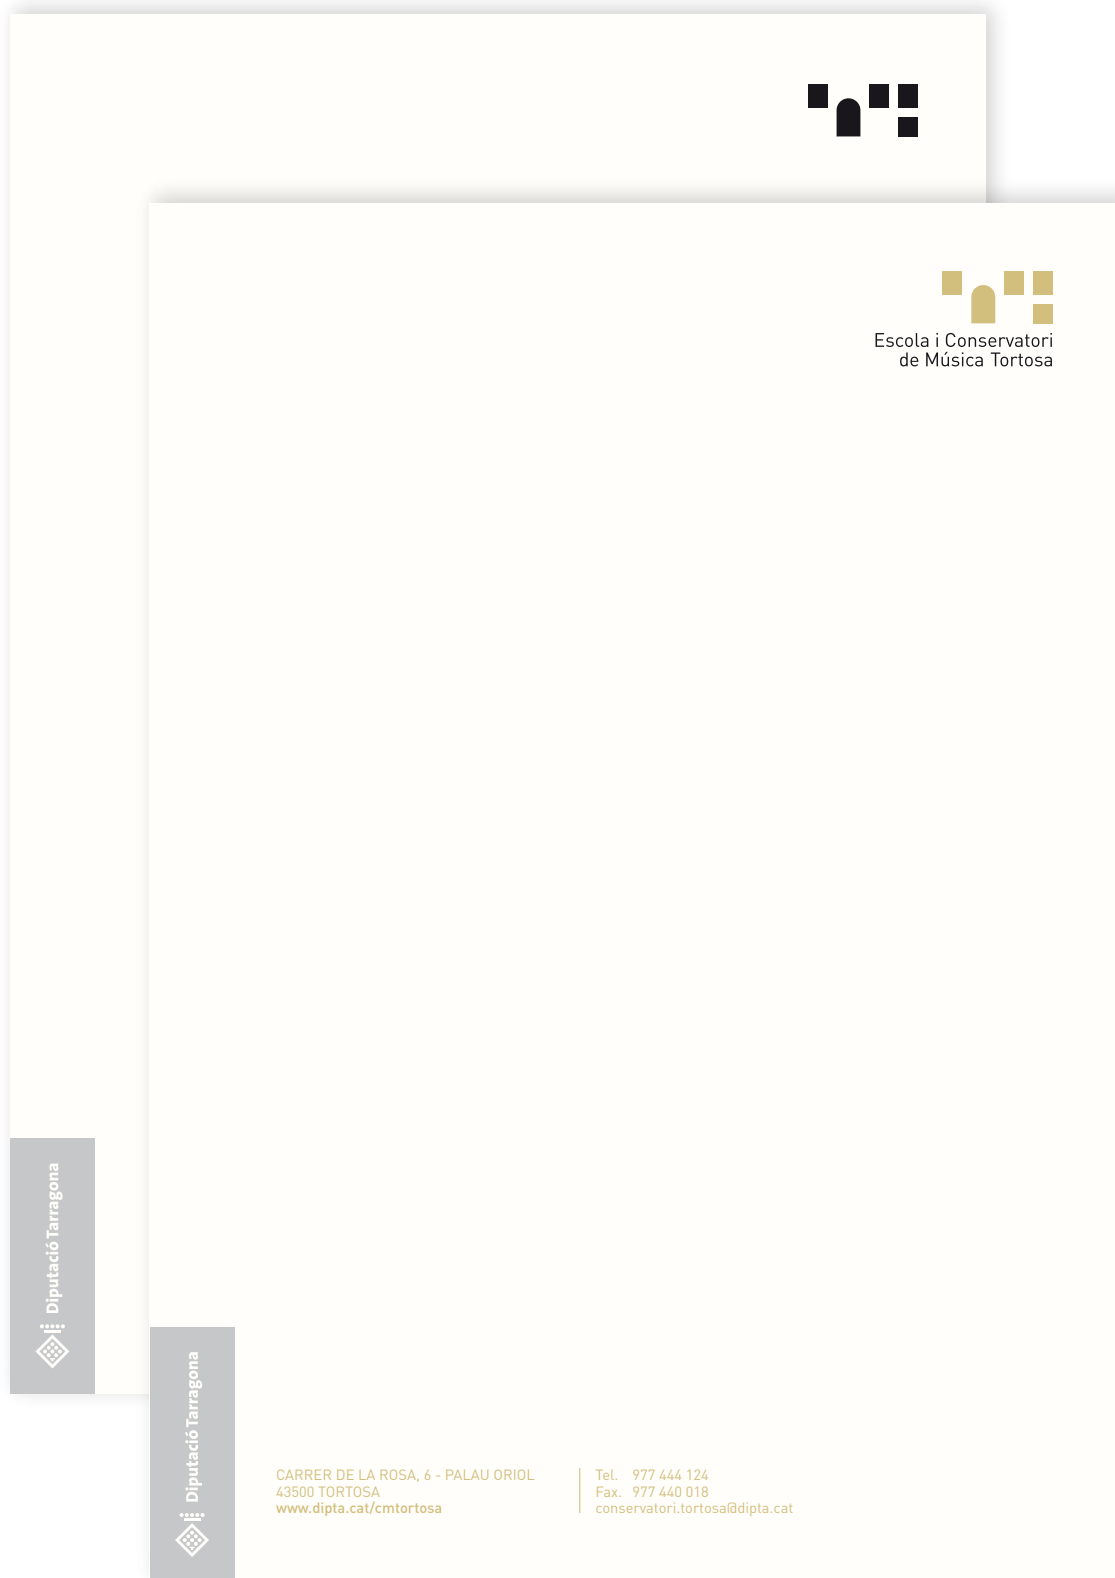 Escola i Conservatori
de Música Tortosa
Diputació Tarragona
Diputació Tarragona
CARRER DE LA ROSA, 6 - PALAU ORIOL
43500 TORTOSA
www.dipta.cat/cmtortosa
Tel. 977 444 124
Fax. 977 440 018
conservatori.tortosa@dipta.cat